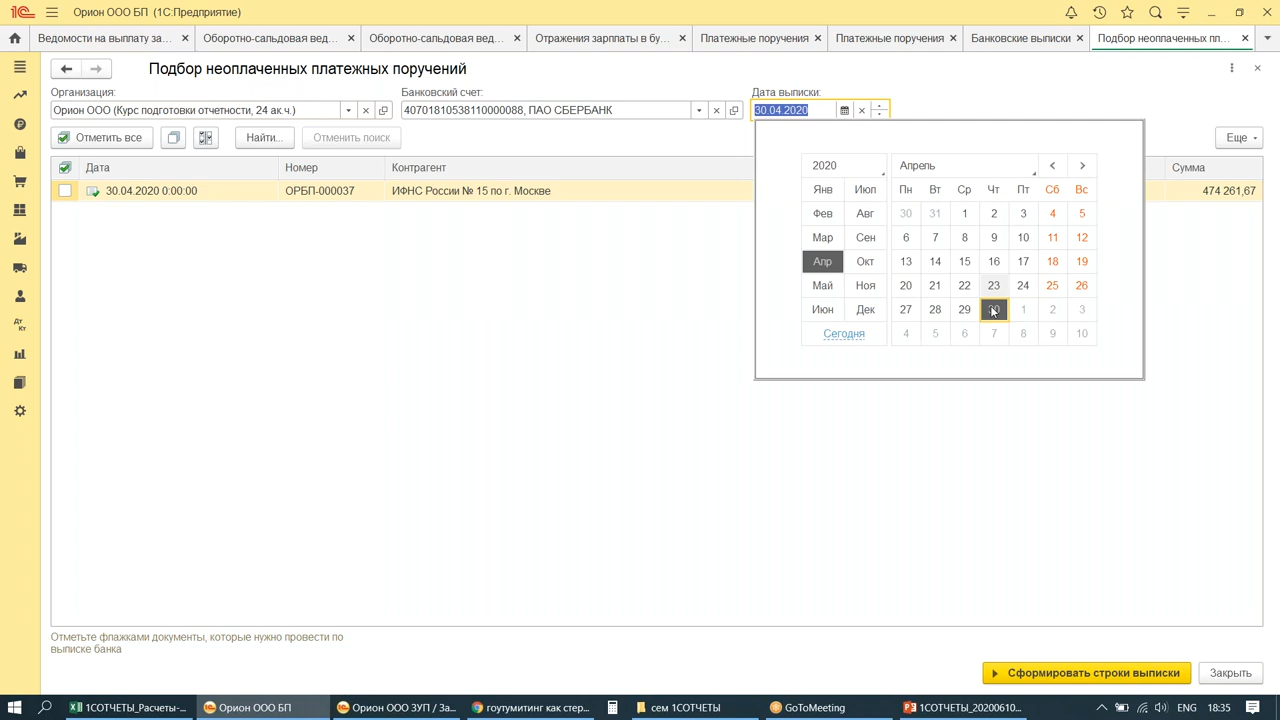 Орион ООО БП (1С:Предприятие)
Ведомости на выплату за...
Оборотно-сальдовая вед...
Оборотно-сальдовая вед...
Отражения зарплаты в бу...
Платежные поручения
Платежные поручения
Банковские выписки
Подбор неоплаченных пл...
Подбор неоплаченных платежных поручений
Организация:
Банковский счет:
Дата выписки:
Орион ООО (Курс подготовки отчетности, 24 ак.ч.)
40701810538110000088, ПАО СБЕРБАНК
30.04.2020
Отметить все
Найти...
Отменить поиск
Еще
Дата
Номер
Контрагент
Сумма
30.04.2020 0:00:00
ОРБП-000037
ИФНС России № 15 по г. Москве
474 261,67
2020
Апрель
Янв Июл Пн Вт Ср Чт Пт Сб Вс
Фев Авг 30 31 1 2 3 4 5
Мар Сен 6 7 8 9 10 11 12
Апр Окт 13 14 15 16 17 18 19
Май Ноя 20 21 22 23 24 25 26
Июн Дек 27 28 29 30 1 2 3
Сегодня 4 5 6 7 8 9 10
Отметьте флажками документы, которые нужно провести по
выписке банка
Сформировать строки выписки
Закрыть
Дт
Кт
1СОТЧЕТЫ_Расчеты-...
Орион ООО БП
Орион ООО ЗУП / За...
гоутумитинг как стер...
сем 1СОТЧЕТЫ
GoToMeeting
1СОТЧЕТЫ_20200610...
ENG
18:35